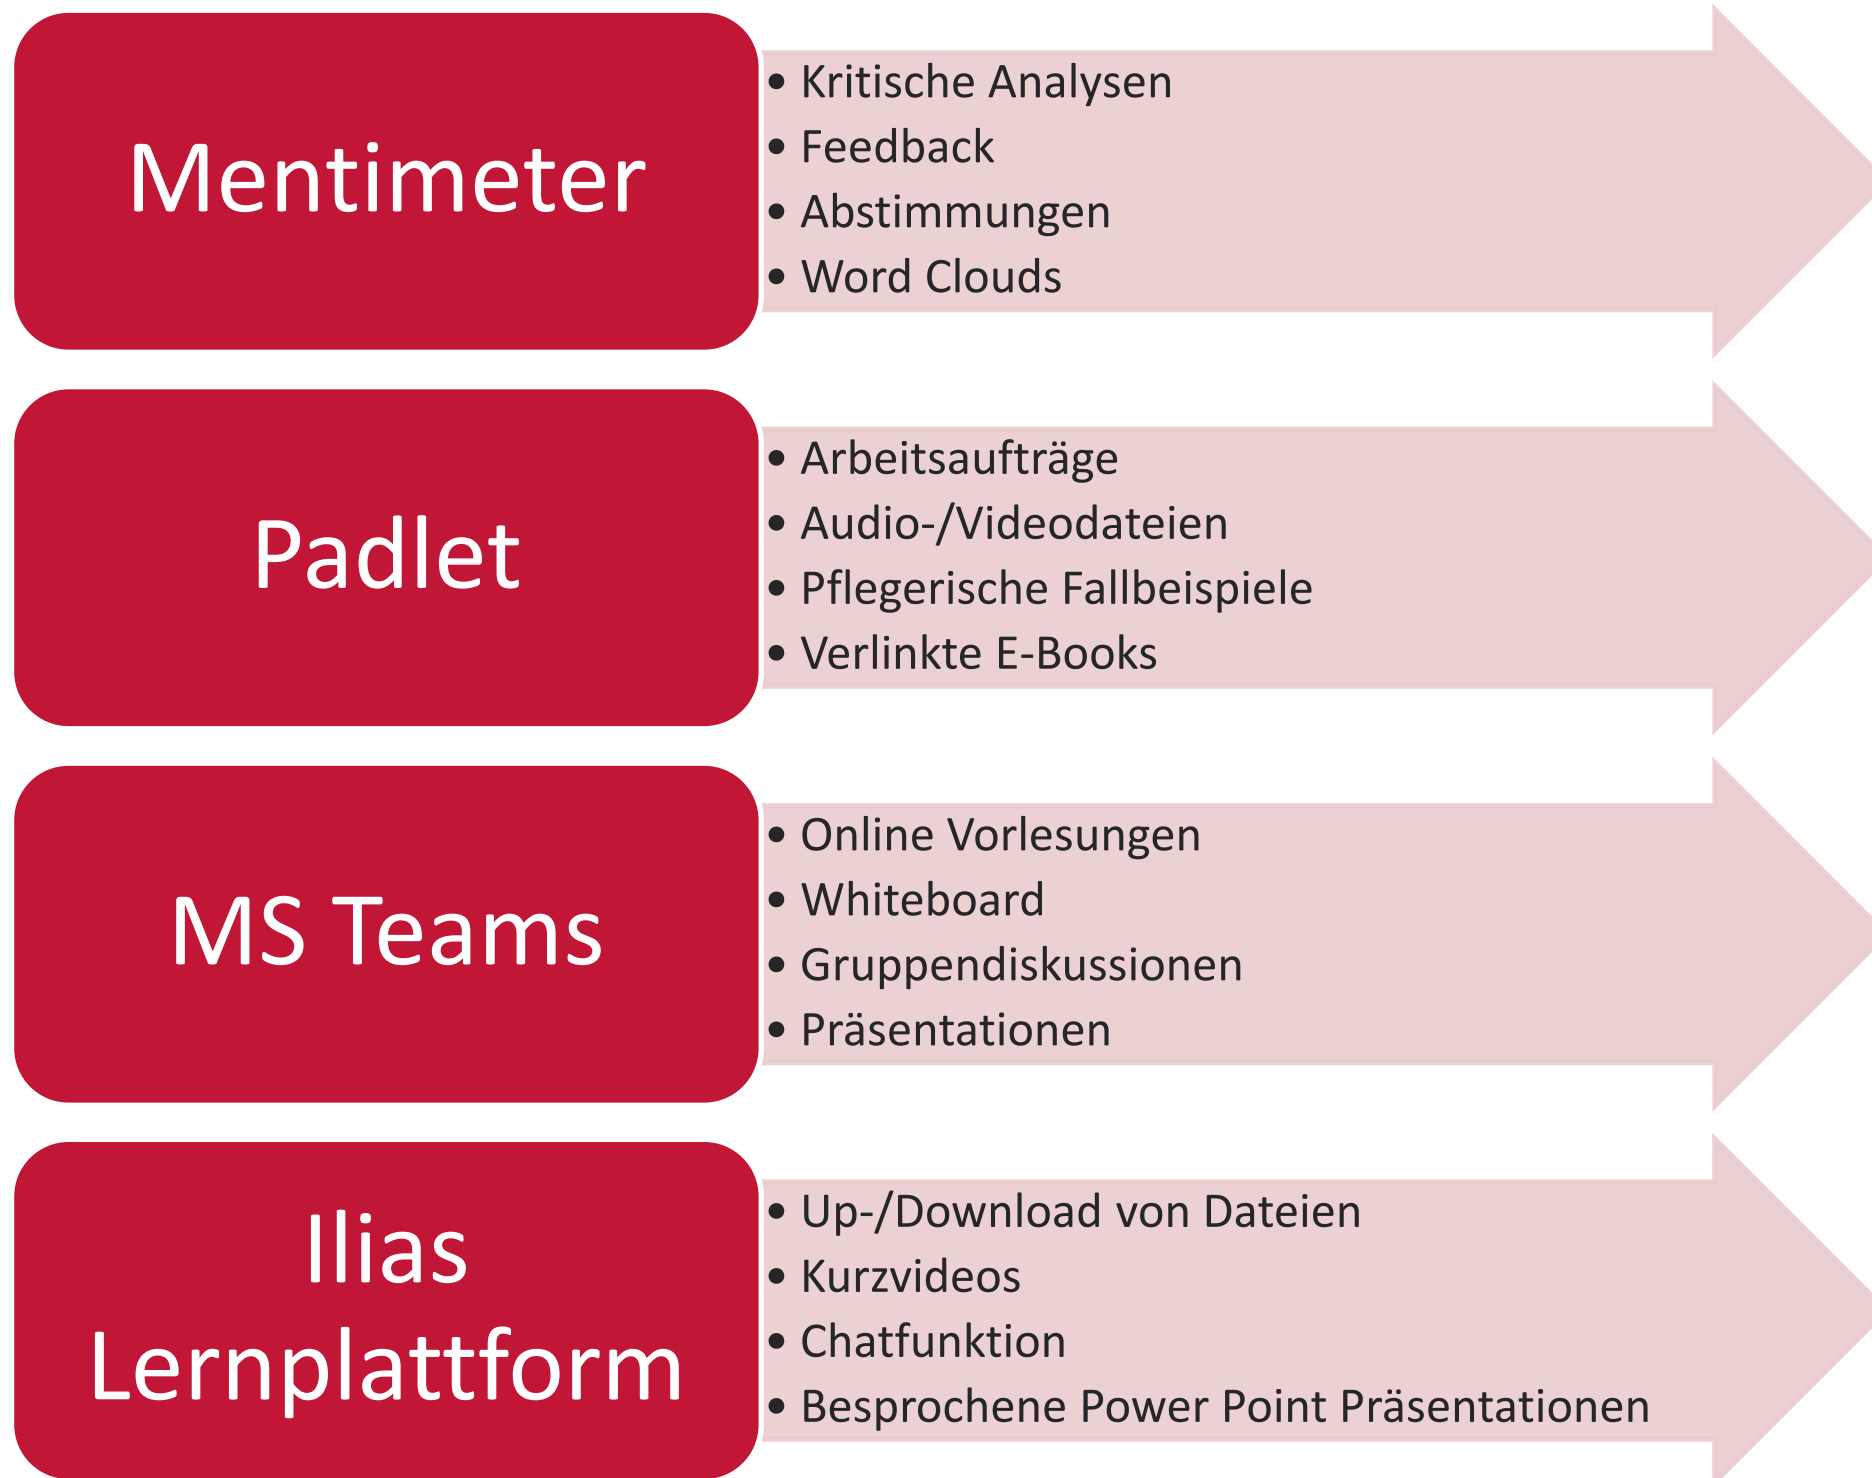 Mentimeter
• Kritische Analysen
• Feedback
• Abstimmungen
• Word Clouds
Padlet
• Arbeitsaufträge
• Audio-/Videodateien
• Pflegerische Fallbeispiele
• Verlinkte E-Books
MS Teams
• Online Vorlesungen
• Whiteboard
• Gruppendiskussionen
• Präsentationen
Ilias
Lernplattform
• Up-/Download von Dateien
• Kurzvideos
• Chatfunktion
• Besprochene Power Point Präsentationen